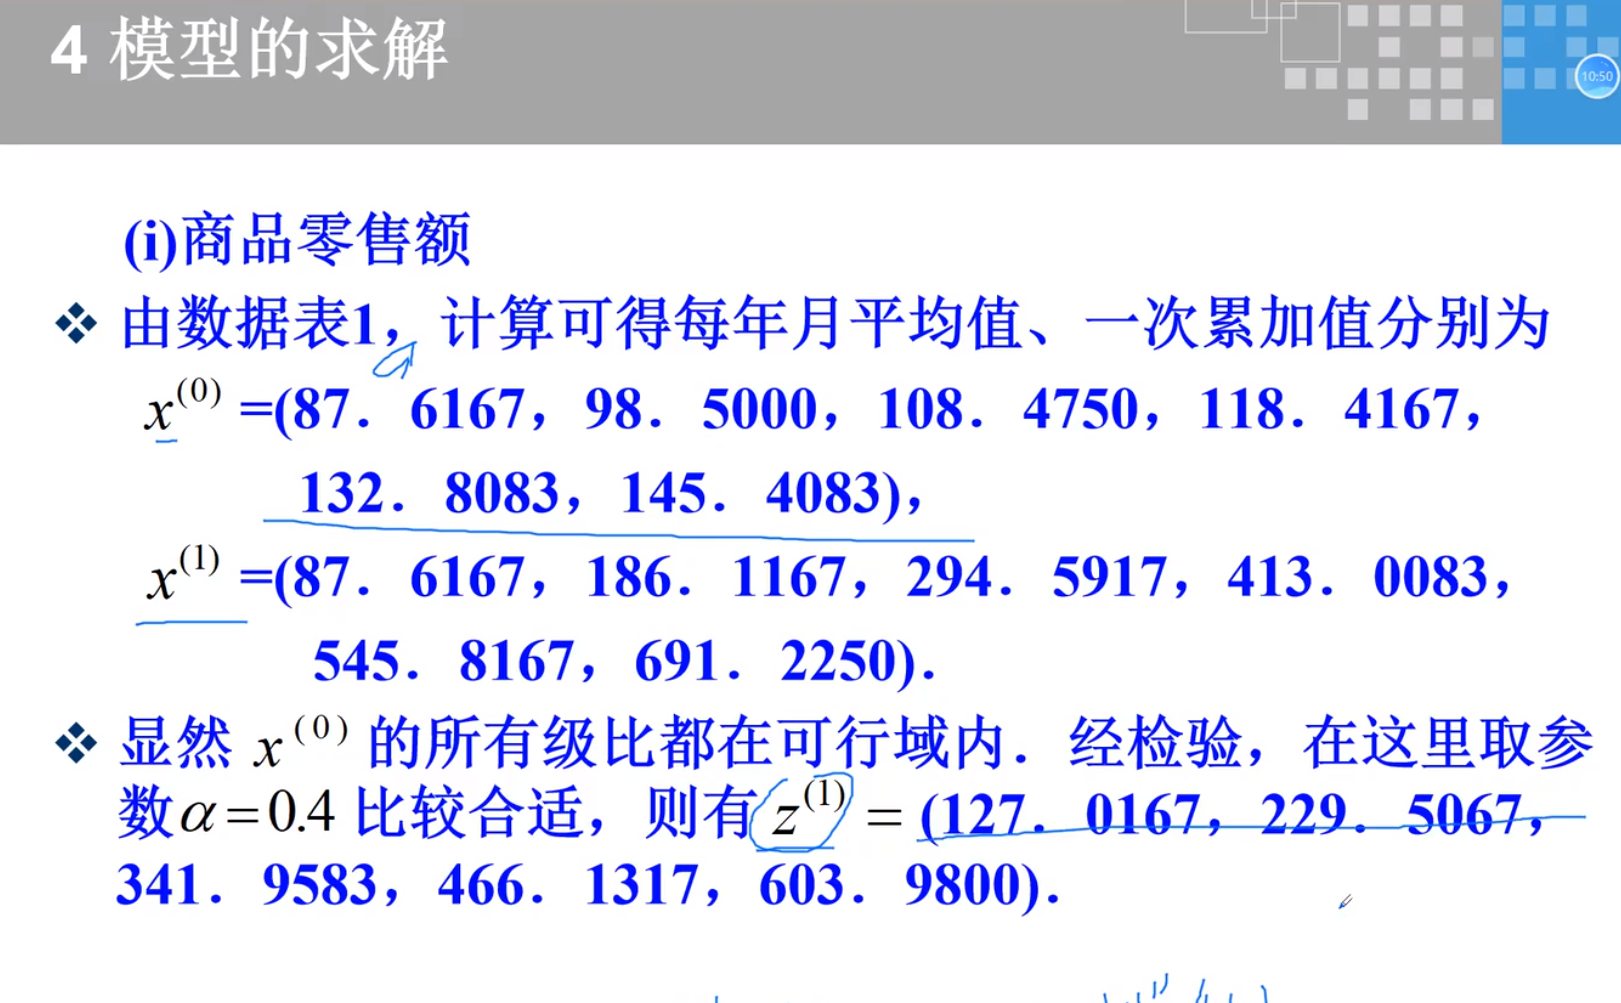 4 模型的求解
10:50
(i)商品零售额
❖ 由数据表1，计算可得每年月平均值、一次累加值分别为
x^(0) =(87．6167，98．5000，108．4750，118．4167，
132．8083，145．4083)，
x^(1) =(87．6167，186．1167，294．5917，413．0083，
545．8167，691．2250)．
❖ 显然 x^(0) 的所有级比都在可行域内．经检验，在这里取参
数α=0.4 比较合适，则有 z^(1) = (127．0167，229．5067，
341．9583，466．1317，603．9800)．